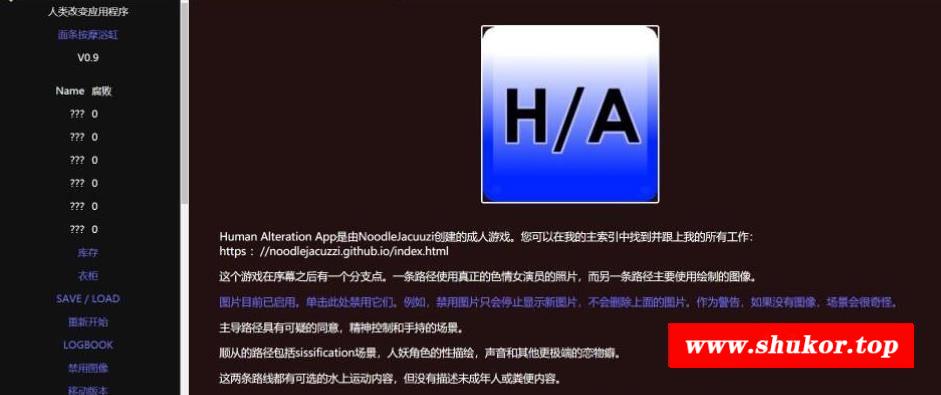 人类改变应用程序
面条按摩浴缸
V0.9
Name 腐败
??? 0
??? 0
??? 0
??? 0
??? 0
??? 0
库存
衣柜
SAVE / LOAD
重新开始
LOGBOOK
禁用图像
移动版本
H/A
Human Alteration App是由NoodleJacuuzi创建的成人游戏。您可以在我的主索引中找到并跟上我的所有工作：
https ： //noodlejacuzzi.github.io/index.html
这个游戏在序幕之后有一个分支点。一条路径使用真正的色情女演员的照片，而另一条路径主要使用绘制的图像。
图片目前已启用。单击此处禁用它们。例如，禁用图片只会停止显示新图片，不会删除上面的图片。作为警告，如果没有图像，场景会很奇怪。
主导路径具有可疑的同意，精神控制和手持的场景。
顺从的路径包括sissification场景，人妖角色的性描绘，声音和其他更极端的恋物癖。
这两条路线都有可选的水上运动内容，但没有描述未成年人或粪便内容。
www.shukor.top